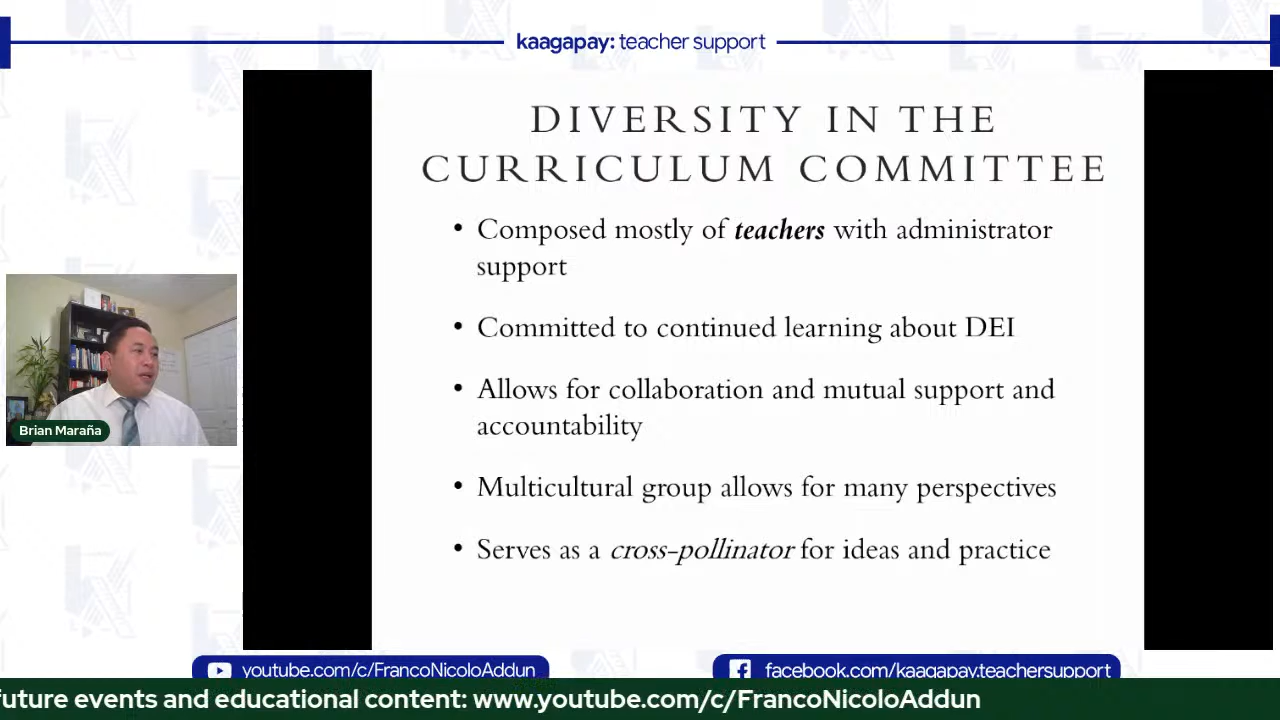 kaagapay: teacher support
DIVERSITY IN THE
CURRICULUM COMMITTEE
• Composed mostly of teachers with administrator
support
• Committed to continued learning about DEI
• Allows for collaboration and mutual support and
accountability
• Multicultural group allows for many perspectives
• Serves as a cross-pollinator for ideas and practice
Brian Maraña
youtube.com/c/FrancoNicoloAddun
facebook.com/kaagapay.teachersupport
future events and educational content: www.youtube.com/c/FrancoNicoloAddun